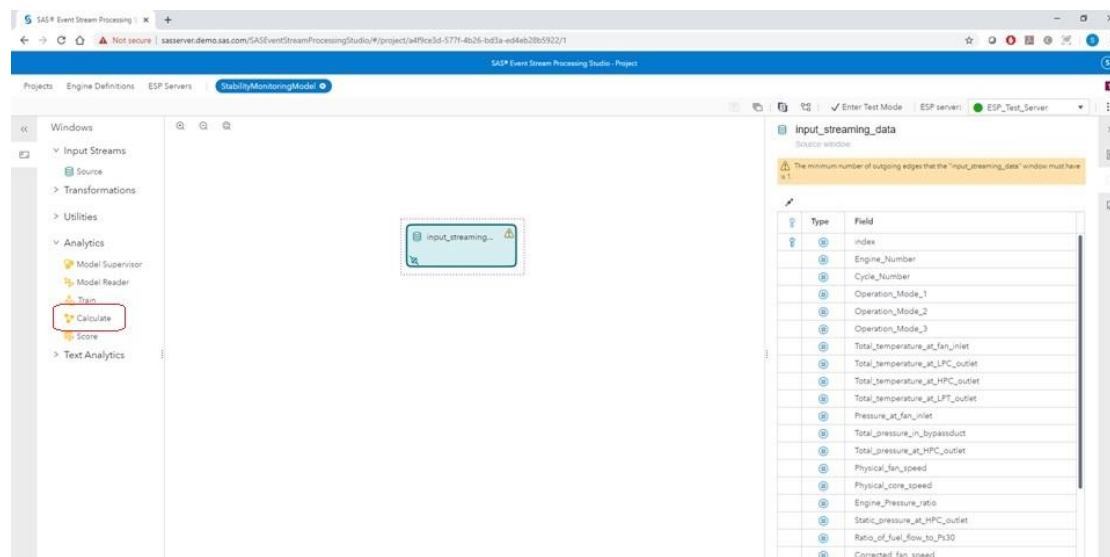 SAS® Event Stream Processing S
Not secure | sasserver.demo.sas.com/SASEventStreamProcessingStudio/#/project/a4f9ce3d-577f-4b26-bd3a-ed4eb28b5922/1
SAS® Event Stream Processing Studio - Project
Projects Engine Definitions ESP Servers StabilityMonitoringModel
Enter Test Mode ESP server: ESP_Test_Server
Windows
Input Streams
Source
Transformations
Utilities
Analytics
Model Supervisor
Model Reader
Train
Calculate
Score
Text Analytics
input_streaming...
input_streaming_data
Source window
The minimum number of outgoing edges that the "input_streaming_data" window must have
is 1.
Type Field
index
Engine_Number
Cycle_Number
Operation_Mode_1
Operation_Mode_2
Operation_Mode_3
Total_temperature_at_fan_inlet
Total_temperature_at_LPC_outlet
Total_temperature_at_HPC_outlet
Total_temperature_at_LPT_outlet
Pressure_at_fan_inlet
Total_pressure_in_bypassduct
Total_pressure_at_HPC_outlet
Physical_fan_speed
Physical_core_speed
Engine_Pressure_ratio
Static_pressure_at_HPC_outlet
Ratio_of_fuel_flow_to_Ps30
Corrected_fan_speed